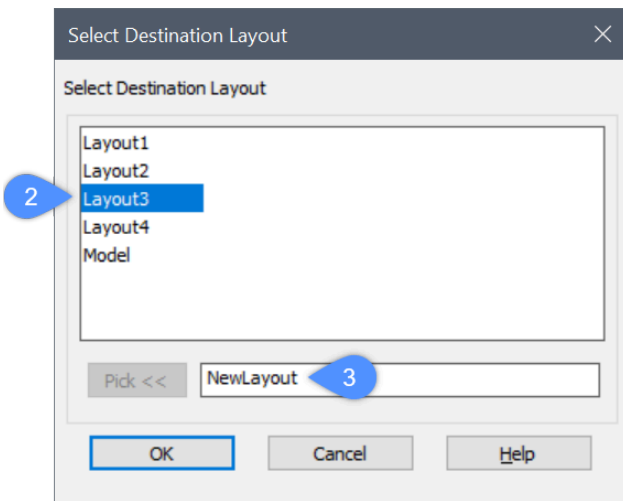 Select Destination Layout
Select Destination Layout
Layout1
Layout2
2
Layout3
Layout4
Model
Pick <<
NewLayout
3
OK
Cancel
Help